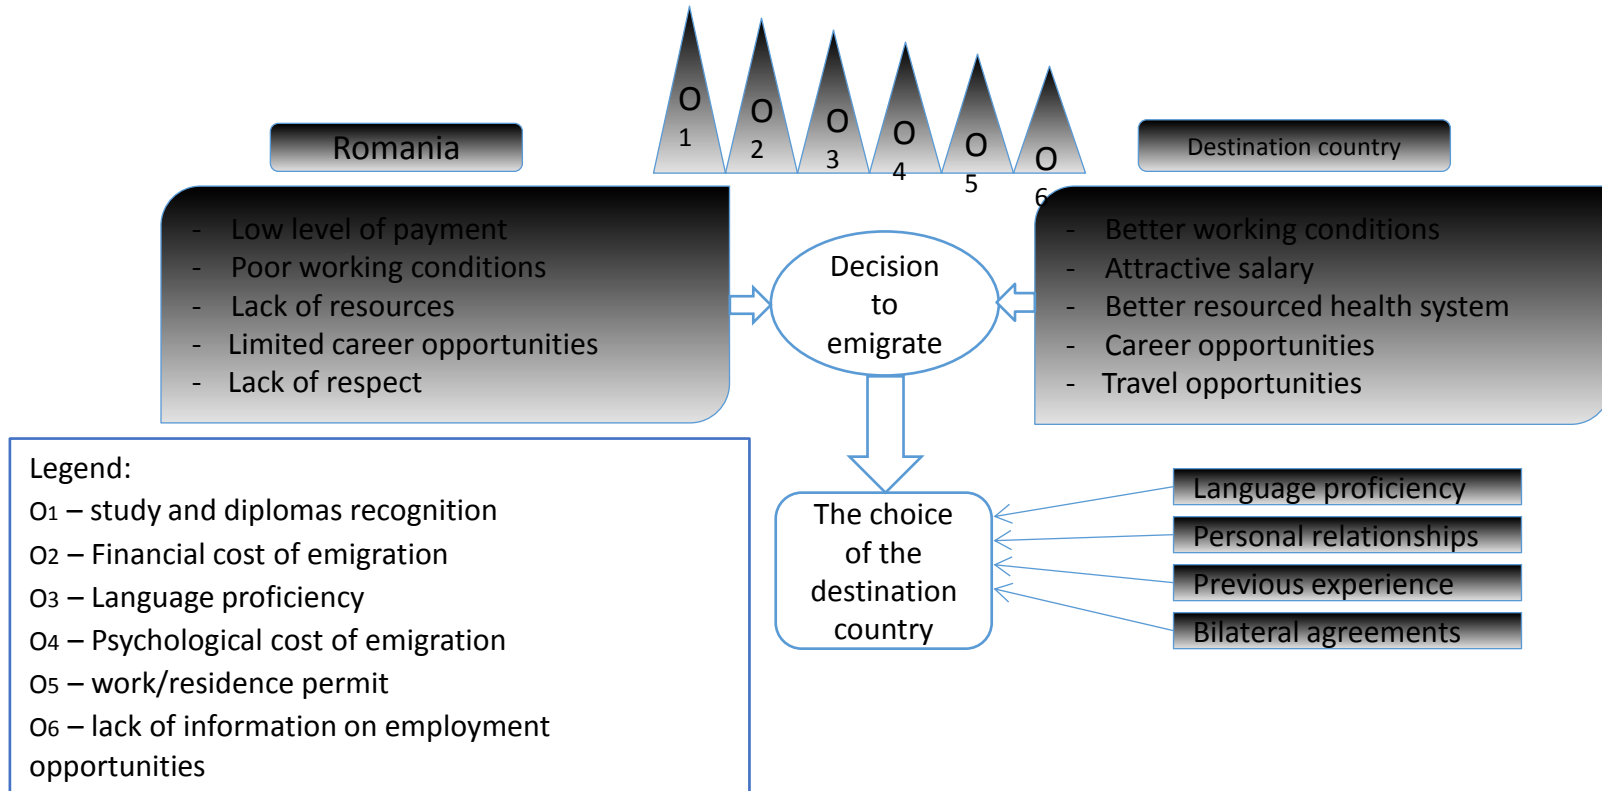 O
1
O
2
O
3
O
4
O
5
O
6
Romania
Destination country
- Low level of payment
- Poor working conditions
- Lack of resources
- Limited career opportunities
- Lack of respect
Decision
to
emigrate
- Better working conditions
- Attractive salary
- Better resourced health system
- Career opportunities
- Travel opportunities
Legend:
O1 – study and diplomas recognition
O2 – Financial cost of emigration
O3 – Language proficiency
O4 – Psychological cost of emigration
O5 – work/residence permit
O6 – lack of information on employment
opportunities
The choice
of the
destination
country
Language proficiency
Personal relationships
Previous experience
Bilateral agreements